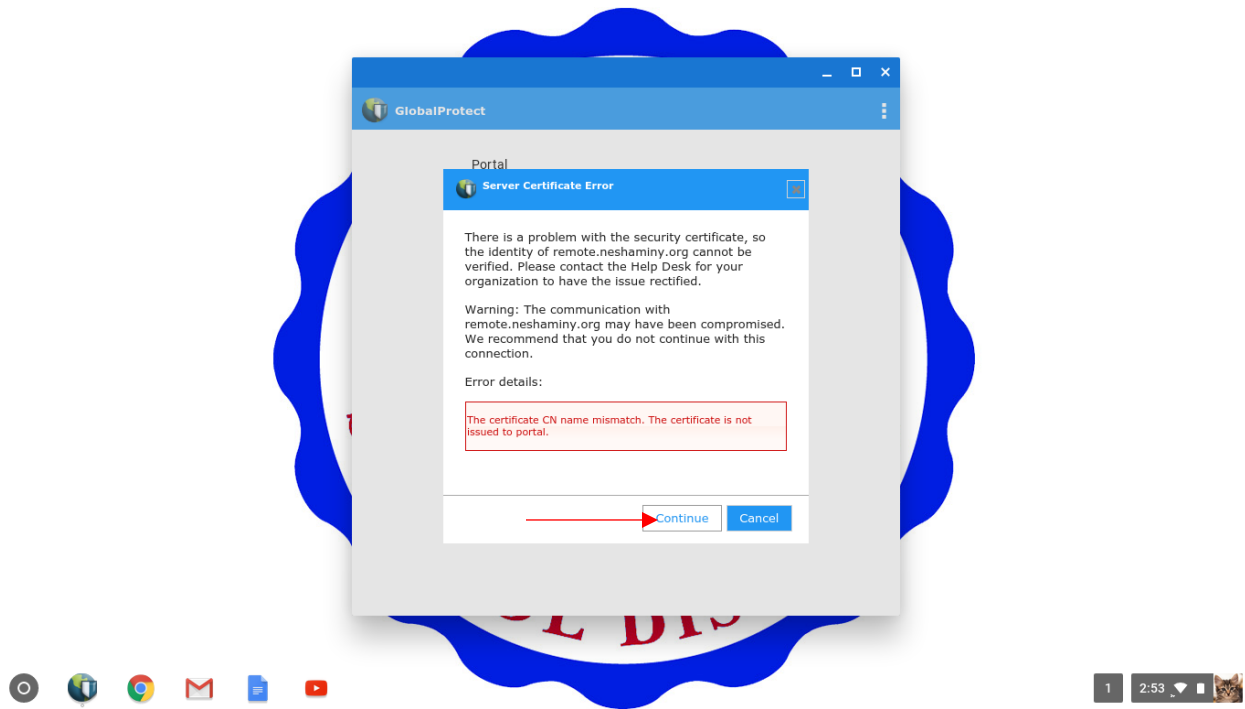 GlobalProtect
Portal
Server Certificate Error
There is a problem with the security certificate, so
the identity of remote.neshaminy.org cannot be
verified. Please contact the Help Desk for your
organization to have the issue rectified.
Warning: The communication with
remote.neshaminy.org may have been compromised.
We recommend that you do not continue with this
connection.
Error details:
The certificate CN name mismatch. The certificate is not
issued to portal.
Continue
Cancel
1
2:53